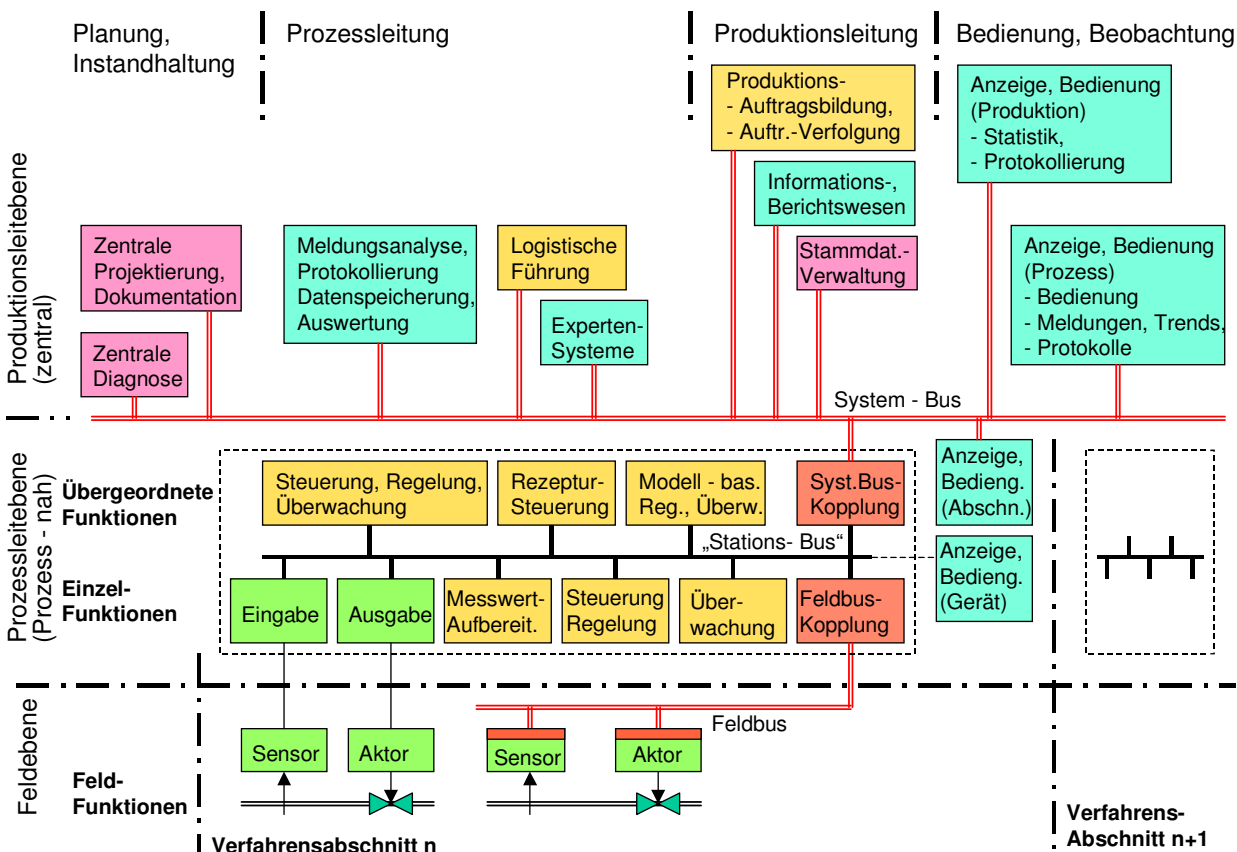 Planung,
Instandhaltung
Prozessleitung
Produktionsleitung
Bedienung, Beobachtung
Produktionsleitebene
(zentral)
Produktions-
- Auftragsbildung,
- Auftr.-Verfolgung
Anzeige, Bedienung
(Produktion)
- Statistik,
- Protokollierung
Informations-,
Berichtswesen
Zentrale
Projektierung,
Dokumentation
Meldungsanalyse,
Protokollierung
Datenspeicherung,
Auswertung
Logistische
Führung
Stammdat.-
Verwaltung
Anzeige, Bedienung
(Prozess)
- Bedienung
- Meldungen, Trends,
- Protokolle
Experten-
Systeme
Zentrale
Diagnose
System - Bus
Prozessleitebene
(Prozess - nah)
Übergeordnete
Funktionen
Steuerung, Regelung,
Überwachung
Rezeptur-
Steuerung
Modell - bas.
Reg., Überw.
Syst.Bus-
Kopplung
Anzeige,
Bedieng.
(Abschn.)
„Stations- Bus“
Einzel-
Funktionen
Eingabe
Ausgabe
Messwert-
Aufbereit.
Steuerung
Regelung
Über-
wachung
Feldbus-
Kopplung
Anzeige,
Bedieng.
(Gerät)
Feldebene
Feldbus
Feld-
Funktionen
Sensor
Aktor
Sensor
Aktor
Verfahrensabschnitt n
Verfahrens-
Abschnitt n+1